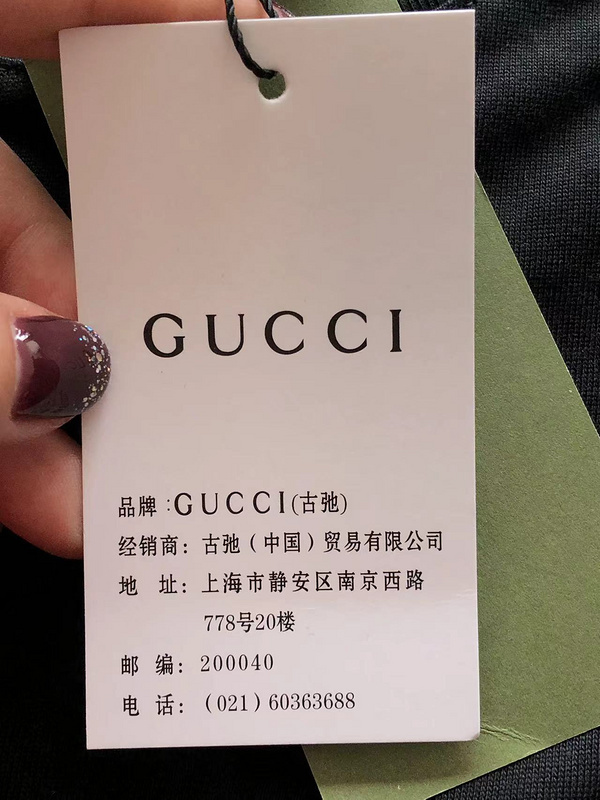 GUCCI
品牌:GUCCI(古弛)
经销商:古弛(中国)贸易有限公司
地 址:上海市静安区南京西路
778号20楼
邮 编:200040
电 话:(021)60363688